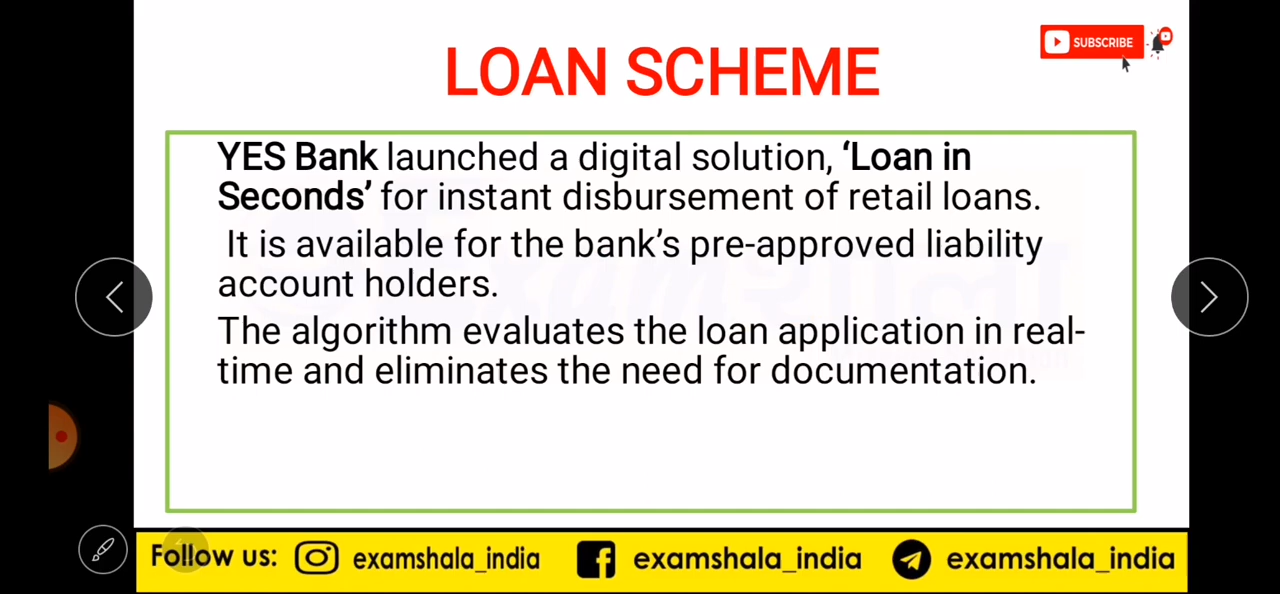 LOAN SCHEME
SUBSCRIBE
YES Bank launched a digital solution, ‘Loan in
Seconds’ for instant disbursement of retail loans.
It is available for the bank’s pre-approved liability
account holders.
The algorithm evaluates the loan application in real-
time and eliminates the need for documentation.
Follow us: examshala_india examshala_india examshala_india